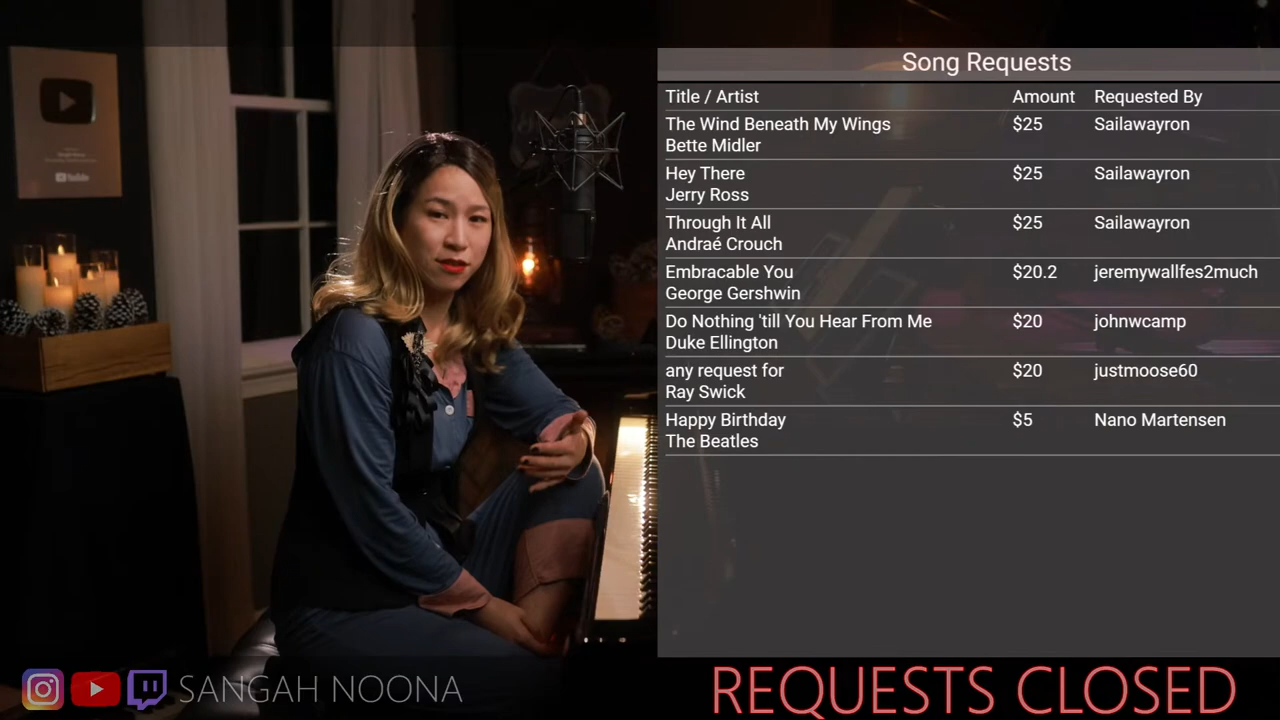 Song Requests
Title / Artist Amount Requested By
The Wind Beneath My Wings $25 Sailawayron
Bette Midler
Hey There $25 Sailawayron
Jerry Ross
Through It All $25 Sailawayron
Andraé Crouch
Embracable You $20.2 jeremywallfes2much
George Gershwin
Do Nothing 'till You Hear From Me $20 johnwcamp
Duke Ellington
any request for $20 justmoose60
Ray Swick
Happy Birthday $5 Nano Martensen
The Beatles
YouTube
SANGAH NOONA
REQUESTS CLOSED